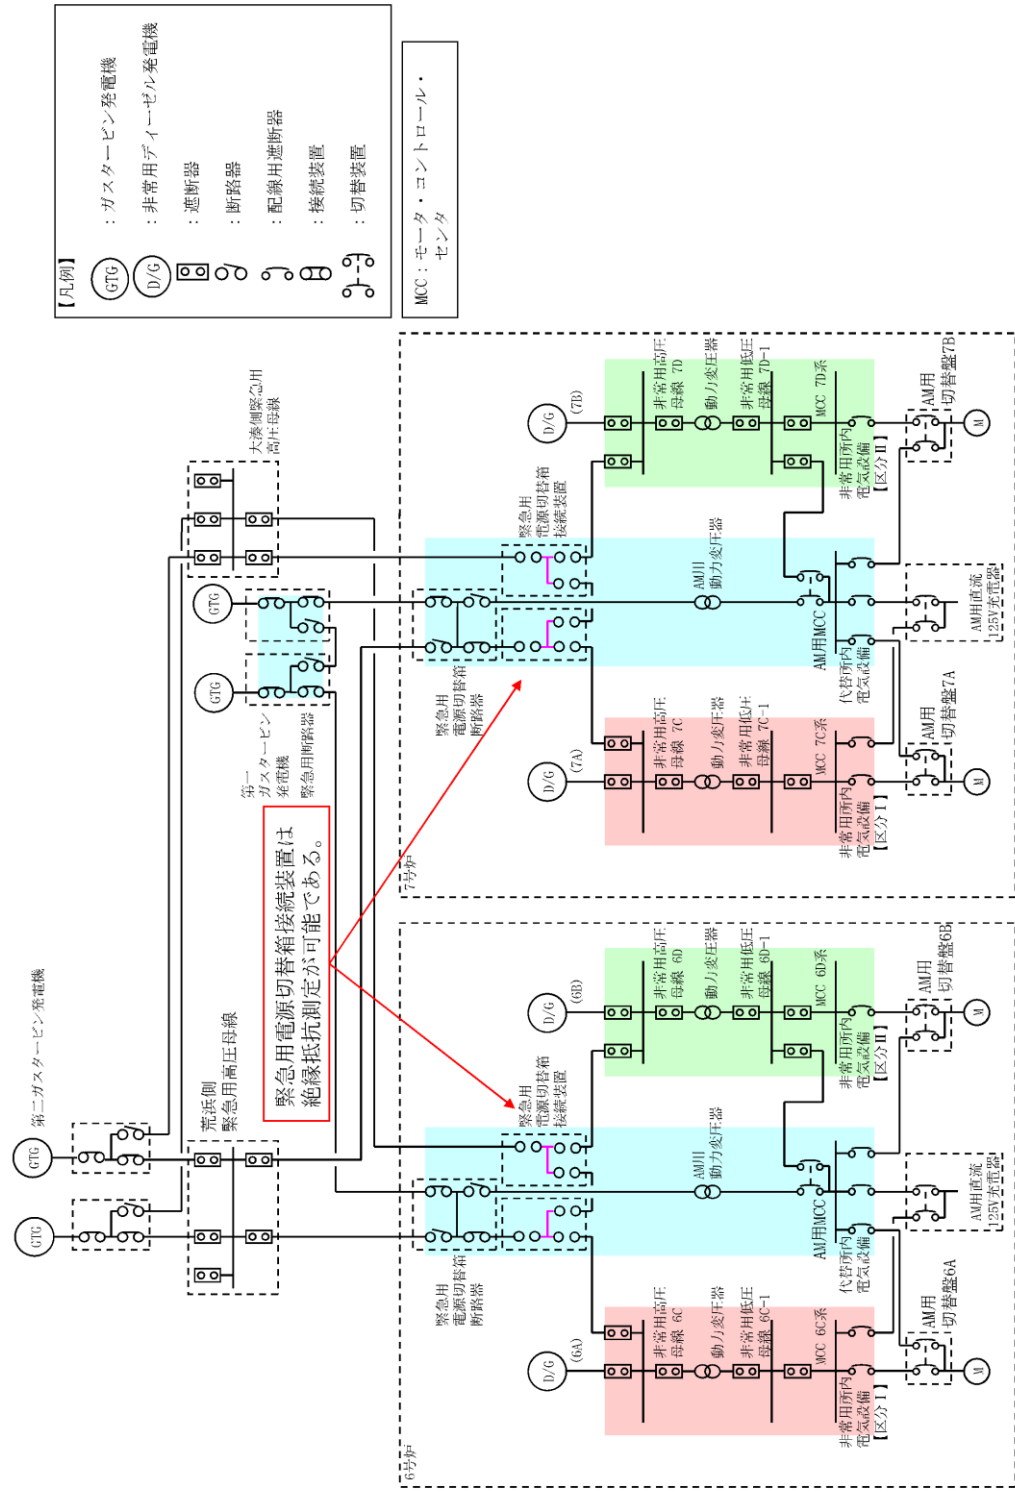 【凡例】
GTG
：ガスタービン発電機
D/G
：非常用ディーゼル発電機
：遮断器
：断路器
：配線用遮断器
：接続装置
：切替装置
MCC：モータ・コントロール・
センタ
第二ガスタービン発電機
GTG
GTG
荒浜側
緊急用高圧母線
大湊側緊急用
高圧母線
GTG
GTG
第一
ガスタービン
発電機
緊急用断路器
緊急用電源切替箱接続装置は
絶縁抵抗測定が可能である。
6号炉
緊急用
電源切替箱
断路器
緊急用
電源切替箱
接続装置
D/G
(6A)
非常用高圧
母線 6C
動力変圧器
非常用低圧
母線 6C-1
MCC 6C系
非常用所内
電気設備
【区分Ⅰ】
AM用
切替盤6A
M
動力変圧器
AM用MCC
代替所内
電気設備
AM用直流
125V充電器
D/G
(6B)
非常用高圧
母線 6D
動力変圧器
非常用低圧
母線 6D-1
MCC 6D系
非常用所内
電気設備
【区分Ⅱ】
AM用
切替盤6B
M
7号炉
緊急用
電源切替箱
断路器
緊急用
電源切替箱
接続装置
D/G
(7A)
非常用高圧
母線 7C
動力変圧器
非常用低圧
母線 7C-1
MCC 7C系
非常用所内
電気設備
【区分Ⅰ】
AM用
切替盤7A
M
動力変圧器
AM用MCC
代替所内
電気設備
AM用直流
125V充電器
D/G
(7B)
非常用高圧
母線 7D
動力変圧器
非常用低圧
母線 7D-1
MCC 7D系
非常用所内
電気設備
【区分Ⅱ】
AM用
切替盤7B
M